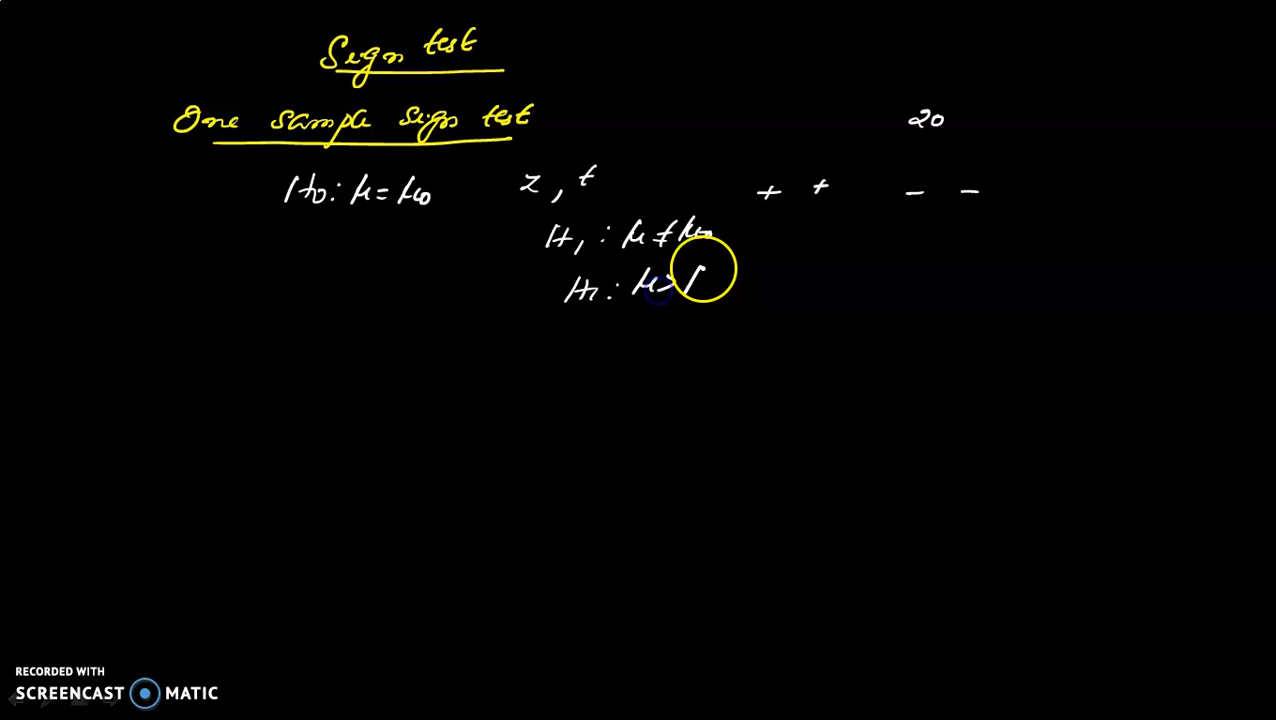 Sign test
One sample sign test
20
H₀: μ = μ₀ z, t + + - -
H₁: μ ≠ μ₀
H₁: μ >
RECORDED WITH
SCREENCAST MATIC